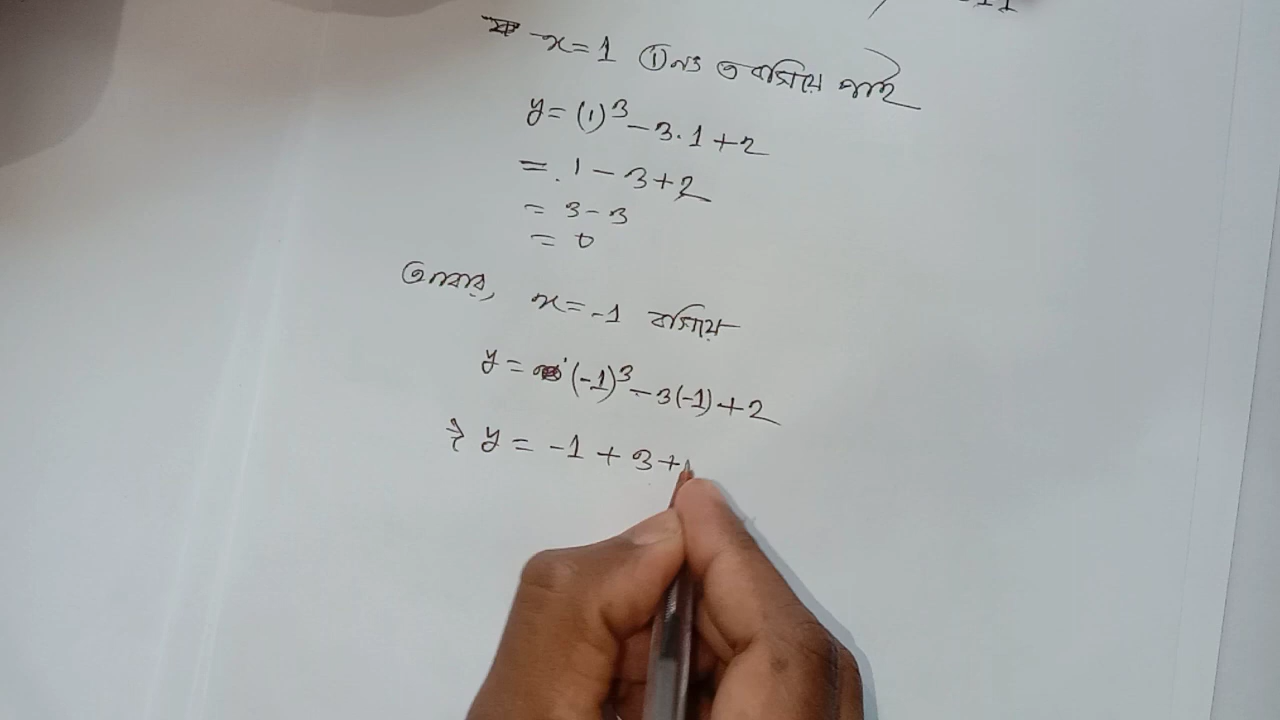 x=1 ①নং এ বসিয়ে পাই
y=(1)³-3.1+2
=.1-3+2
= 3-3
= 0
আবার, x=-1 বসিয়ে
y= (-1)³-3(-1)+2
⇒ y = -1+3+